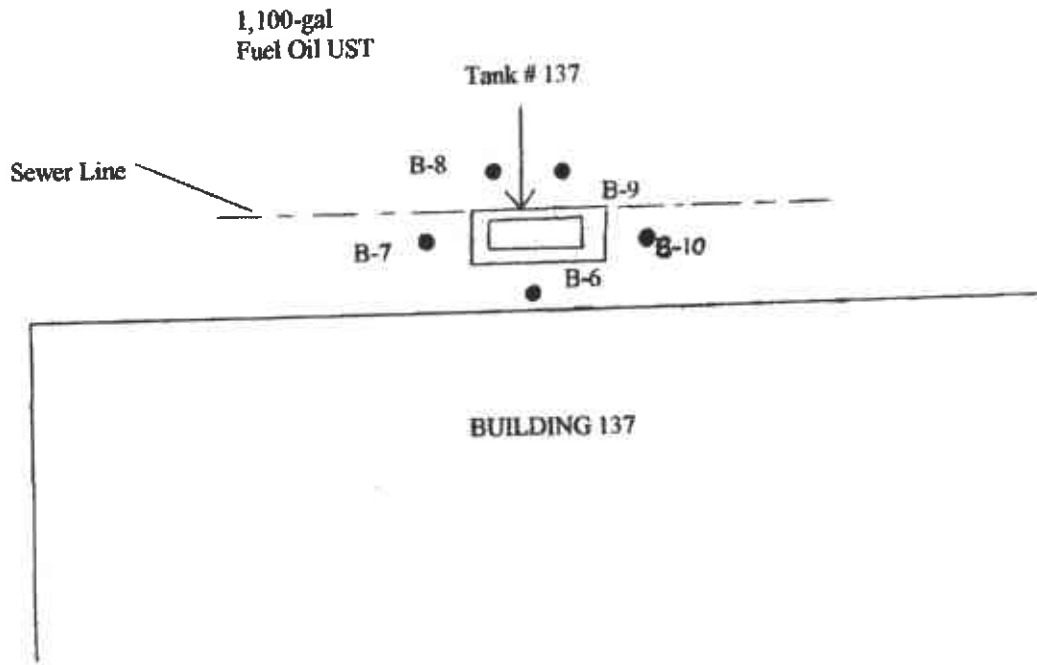 1,100-gal
Fuel Oil UST
Tank # 137
B-8
Sewer Line
B-9
B-7
B-10
B-6
BUILDING 137